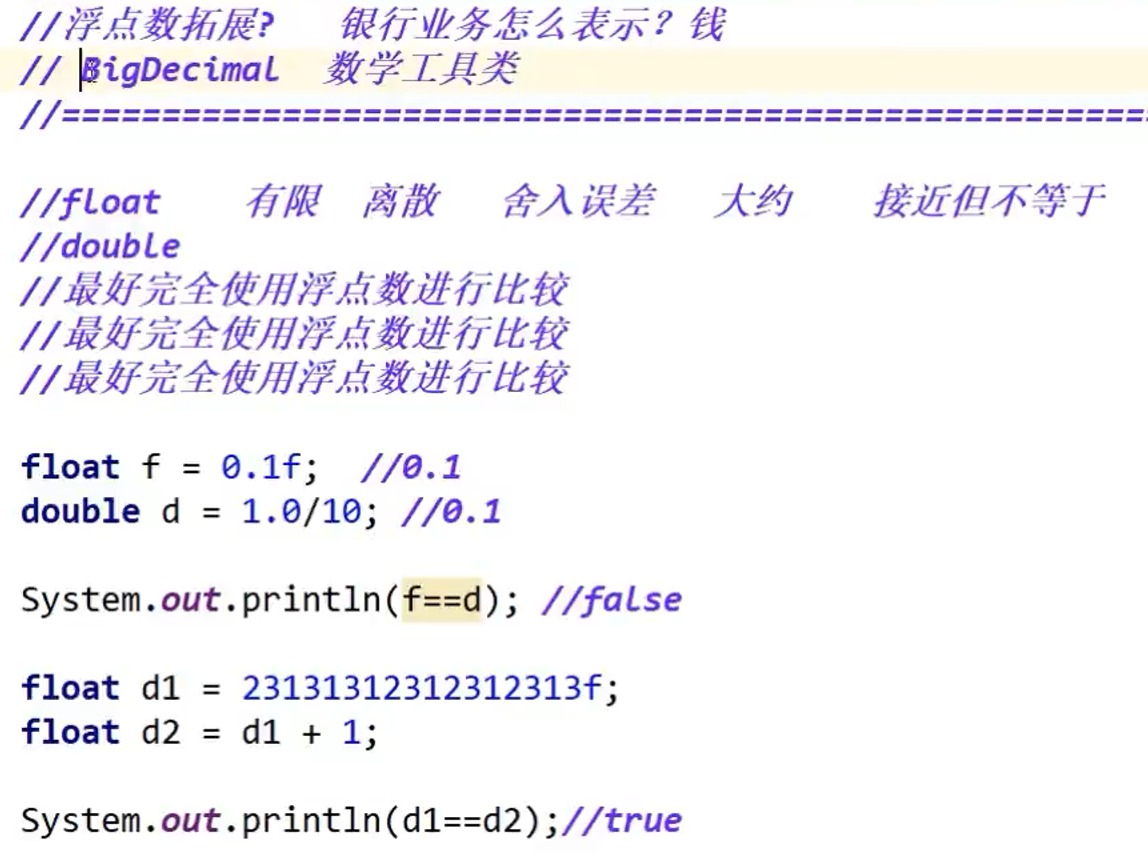 //浮点数拓展?   银行业务怎么表示？钱
// BigDecimal  数学工具类
//======================================================
//float    有限  离散   舍入误差   大约    接近但不等于
//double
//最好完全使用浮点数进行比较
//最好完全使用浮点数进行比较
//最好完全使用浮点数进行比较
float f = 0.1f;  //0.1
double d = 1.0/10; //0.1
System.out.println(f==d); //false
float d1 = 23131312312312313f;
float d2 = d1 + 1;
System.out.println(d1==d2);//true